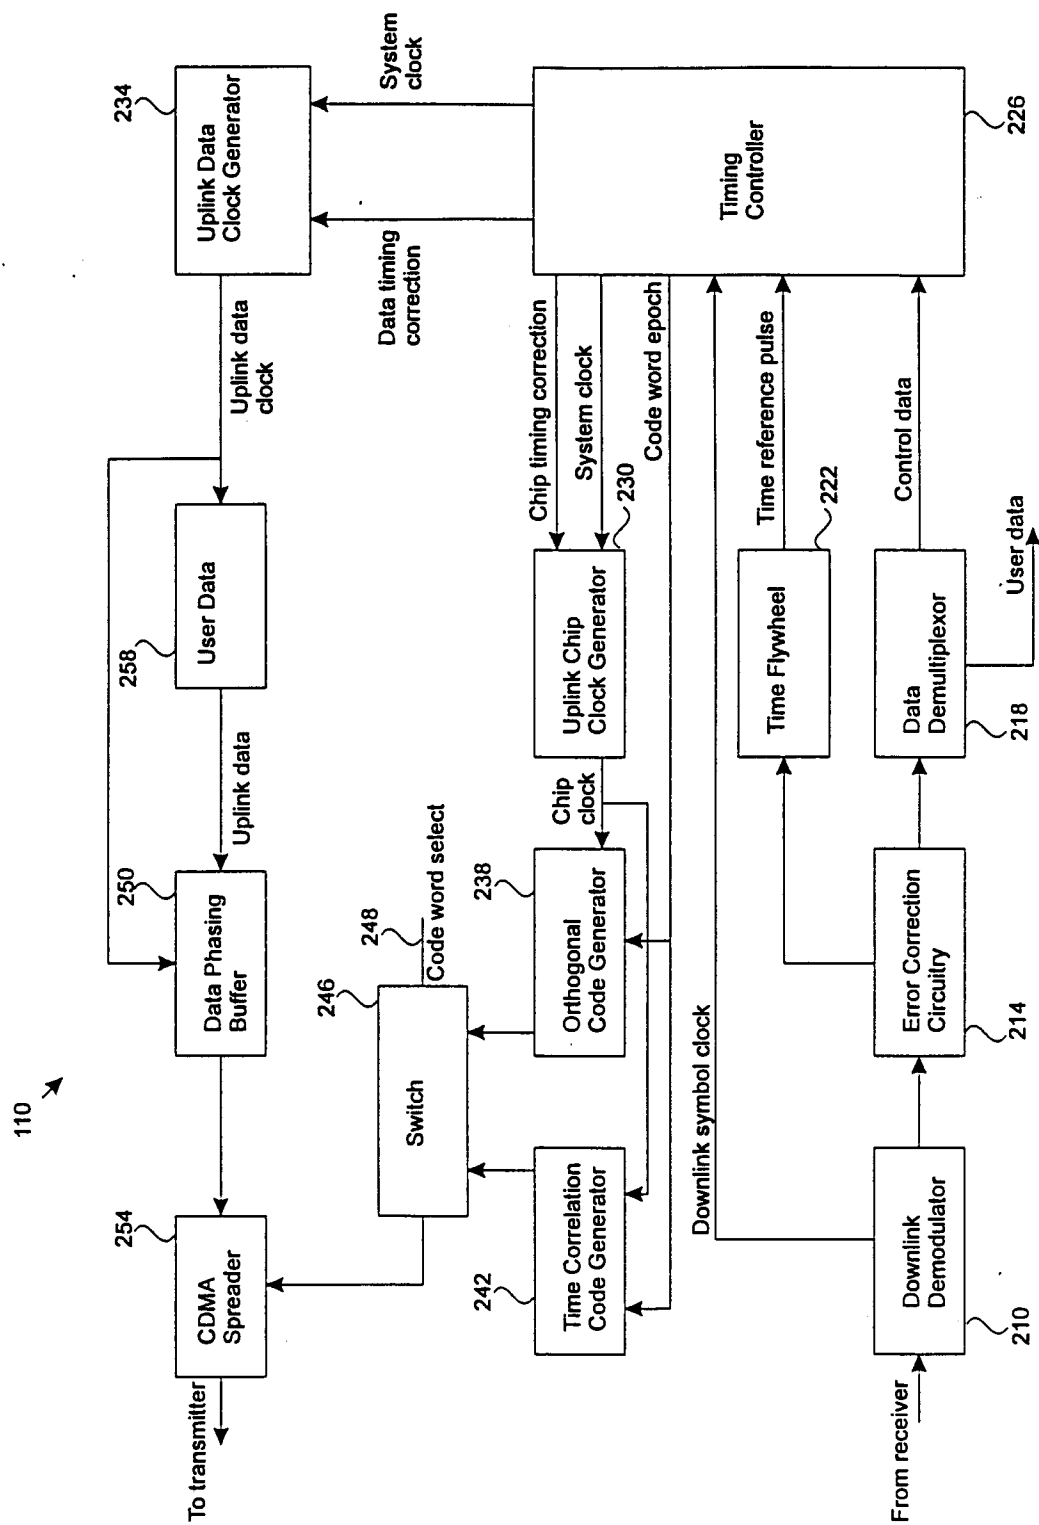 110
To transmitter
CDMA
Spreader
254
Data Phasing
Buffer
250
Uplink data
User Data
258
Uplink data
clock
Uplink Data
Clock Generator
234
Data timing
correction
System
clock
Switch
246
248
Code word select
Time Correlation
Code Generator
242
Orthogonal
Code Generator
238
Chip
clock
Uplink Chip
Clock Generator
230
Chip timing correction
System clock
Code word epoch
Timing
Controller
226
Downlink symbol clock
Time Flywheel
222
Time reference pulse
From receiver
Downlink
Demodulator
210
Error Correction
Circuitry
214
Data
Demultiplexor
218
Control data
User data